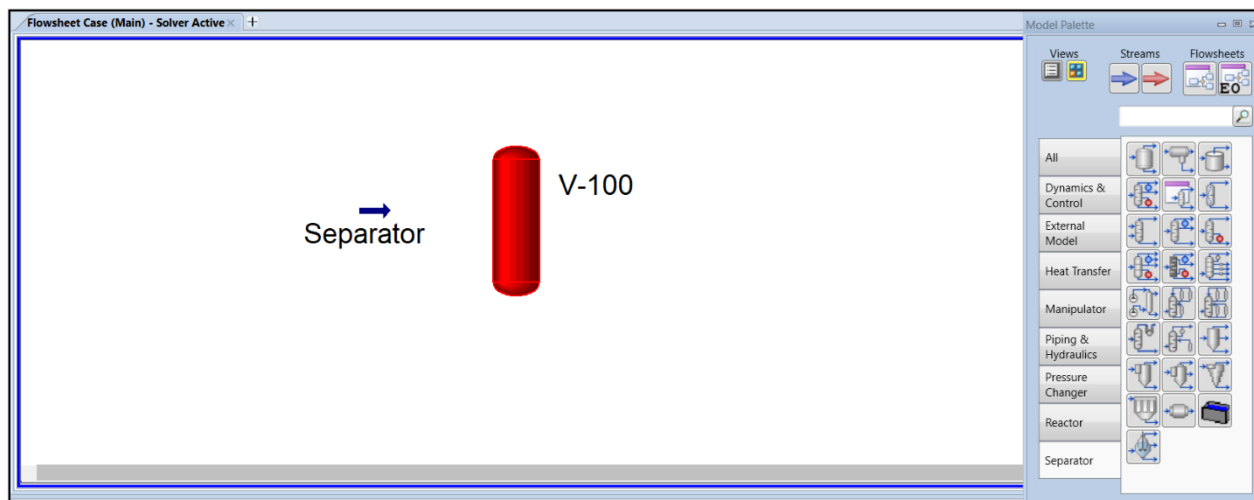 Flowsheet Case (Main) - Solver Active
Model Palette
Views
Streams
Flowsheets
EO
V-100
Separator
All
Dynamics &
Control
External
Model
Heat Transfer
Manipulator
Piping &
Hydraulics
Pressure
Changer
Reactor
Separator